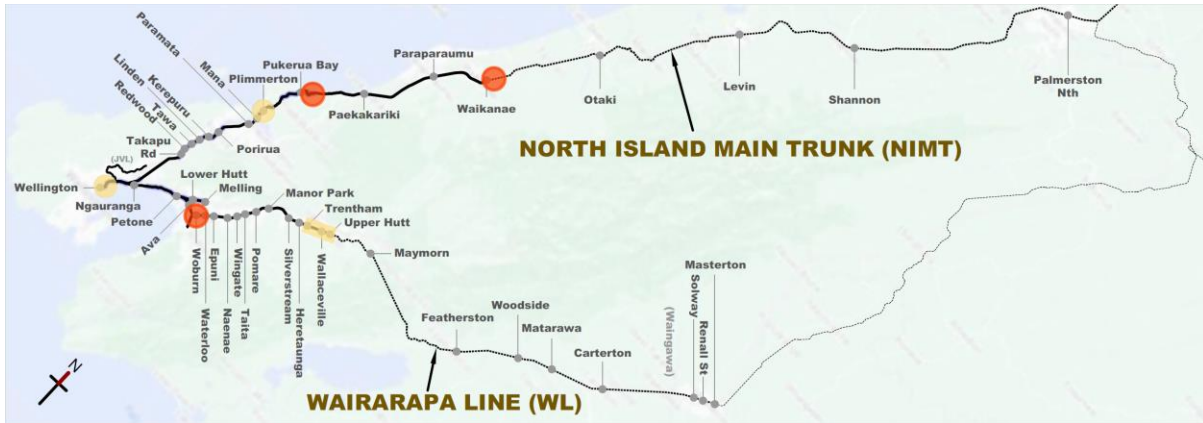 Paramata
Mana
Pukerua Bay
Plimmerton
Paraparaumu
Paekakariki
Waikanae
Otaki
Levin
Shannon
Palmerston
Nth
Linden
Kerepuru
Tawa
Redwood
Takapu
Rd
Porirua
NORTH ISLAND MAIN TRUNK (NIMT)
(JVL)
Wellington
Ngauranga
Petone
Ava
Lower Hutt
Melling
Manor Park
Trentham
Upper Hutt
Maymorn
Woburn
Waterloo
Epuni
Naenae
Wingate
Taita
Pomare
Silverstream
Heretaunga
Wallaceville
Featherston
Woodside
Matarawa
Carterton
(Waingawa)
Solway
Renall St
Masterton
WAIRARAPA LINE (WL)
N